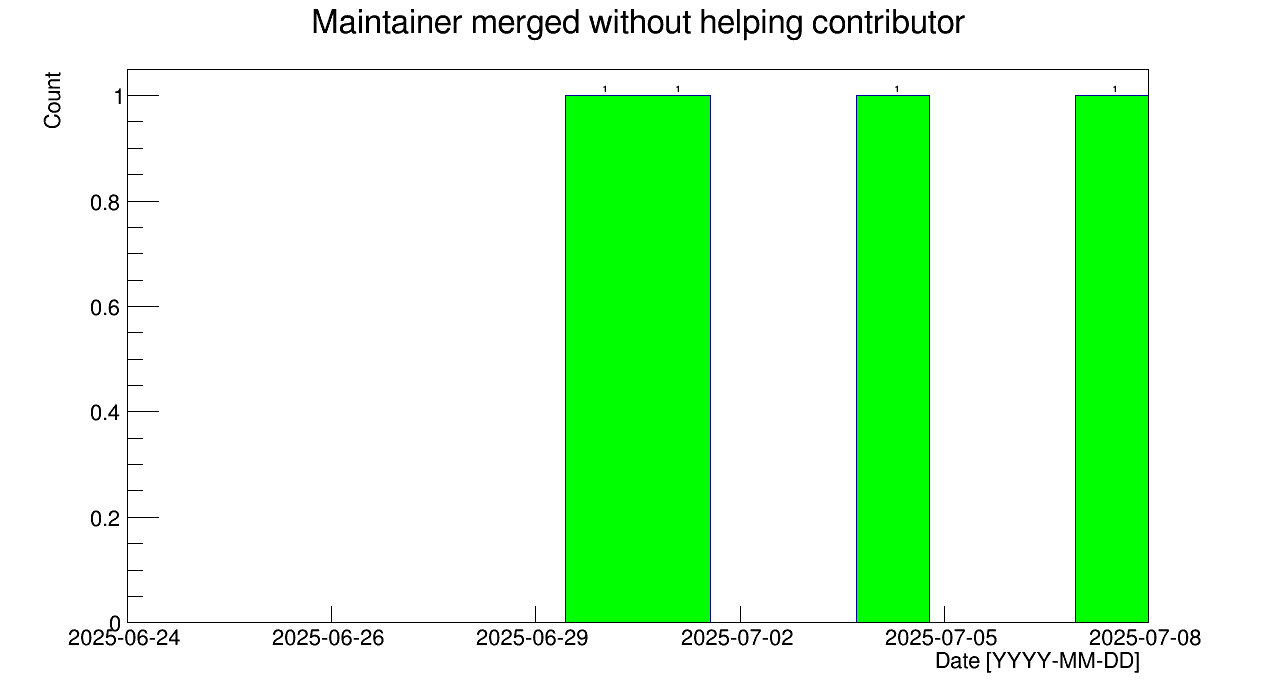 Maintainer merged without helping contributor
Count
1
0.8
0.6
0.4
0.2
0
1 1 1 1
2025-06-24 2025-06-26 2025-06-29 2025-07-02 2025-07-05 2025-07-08
Date [YYYY-MM-DD]